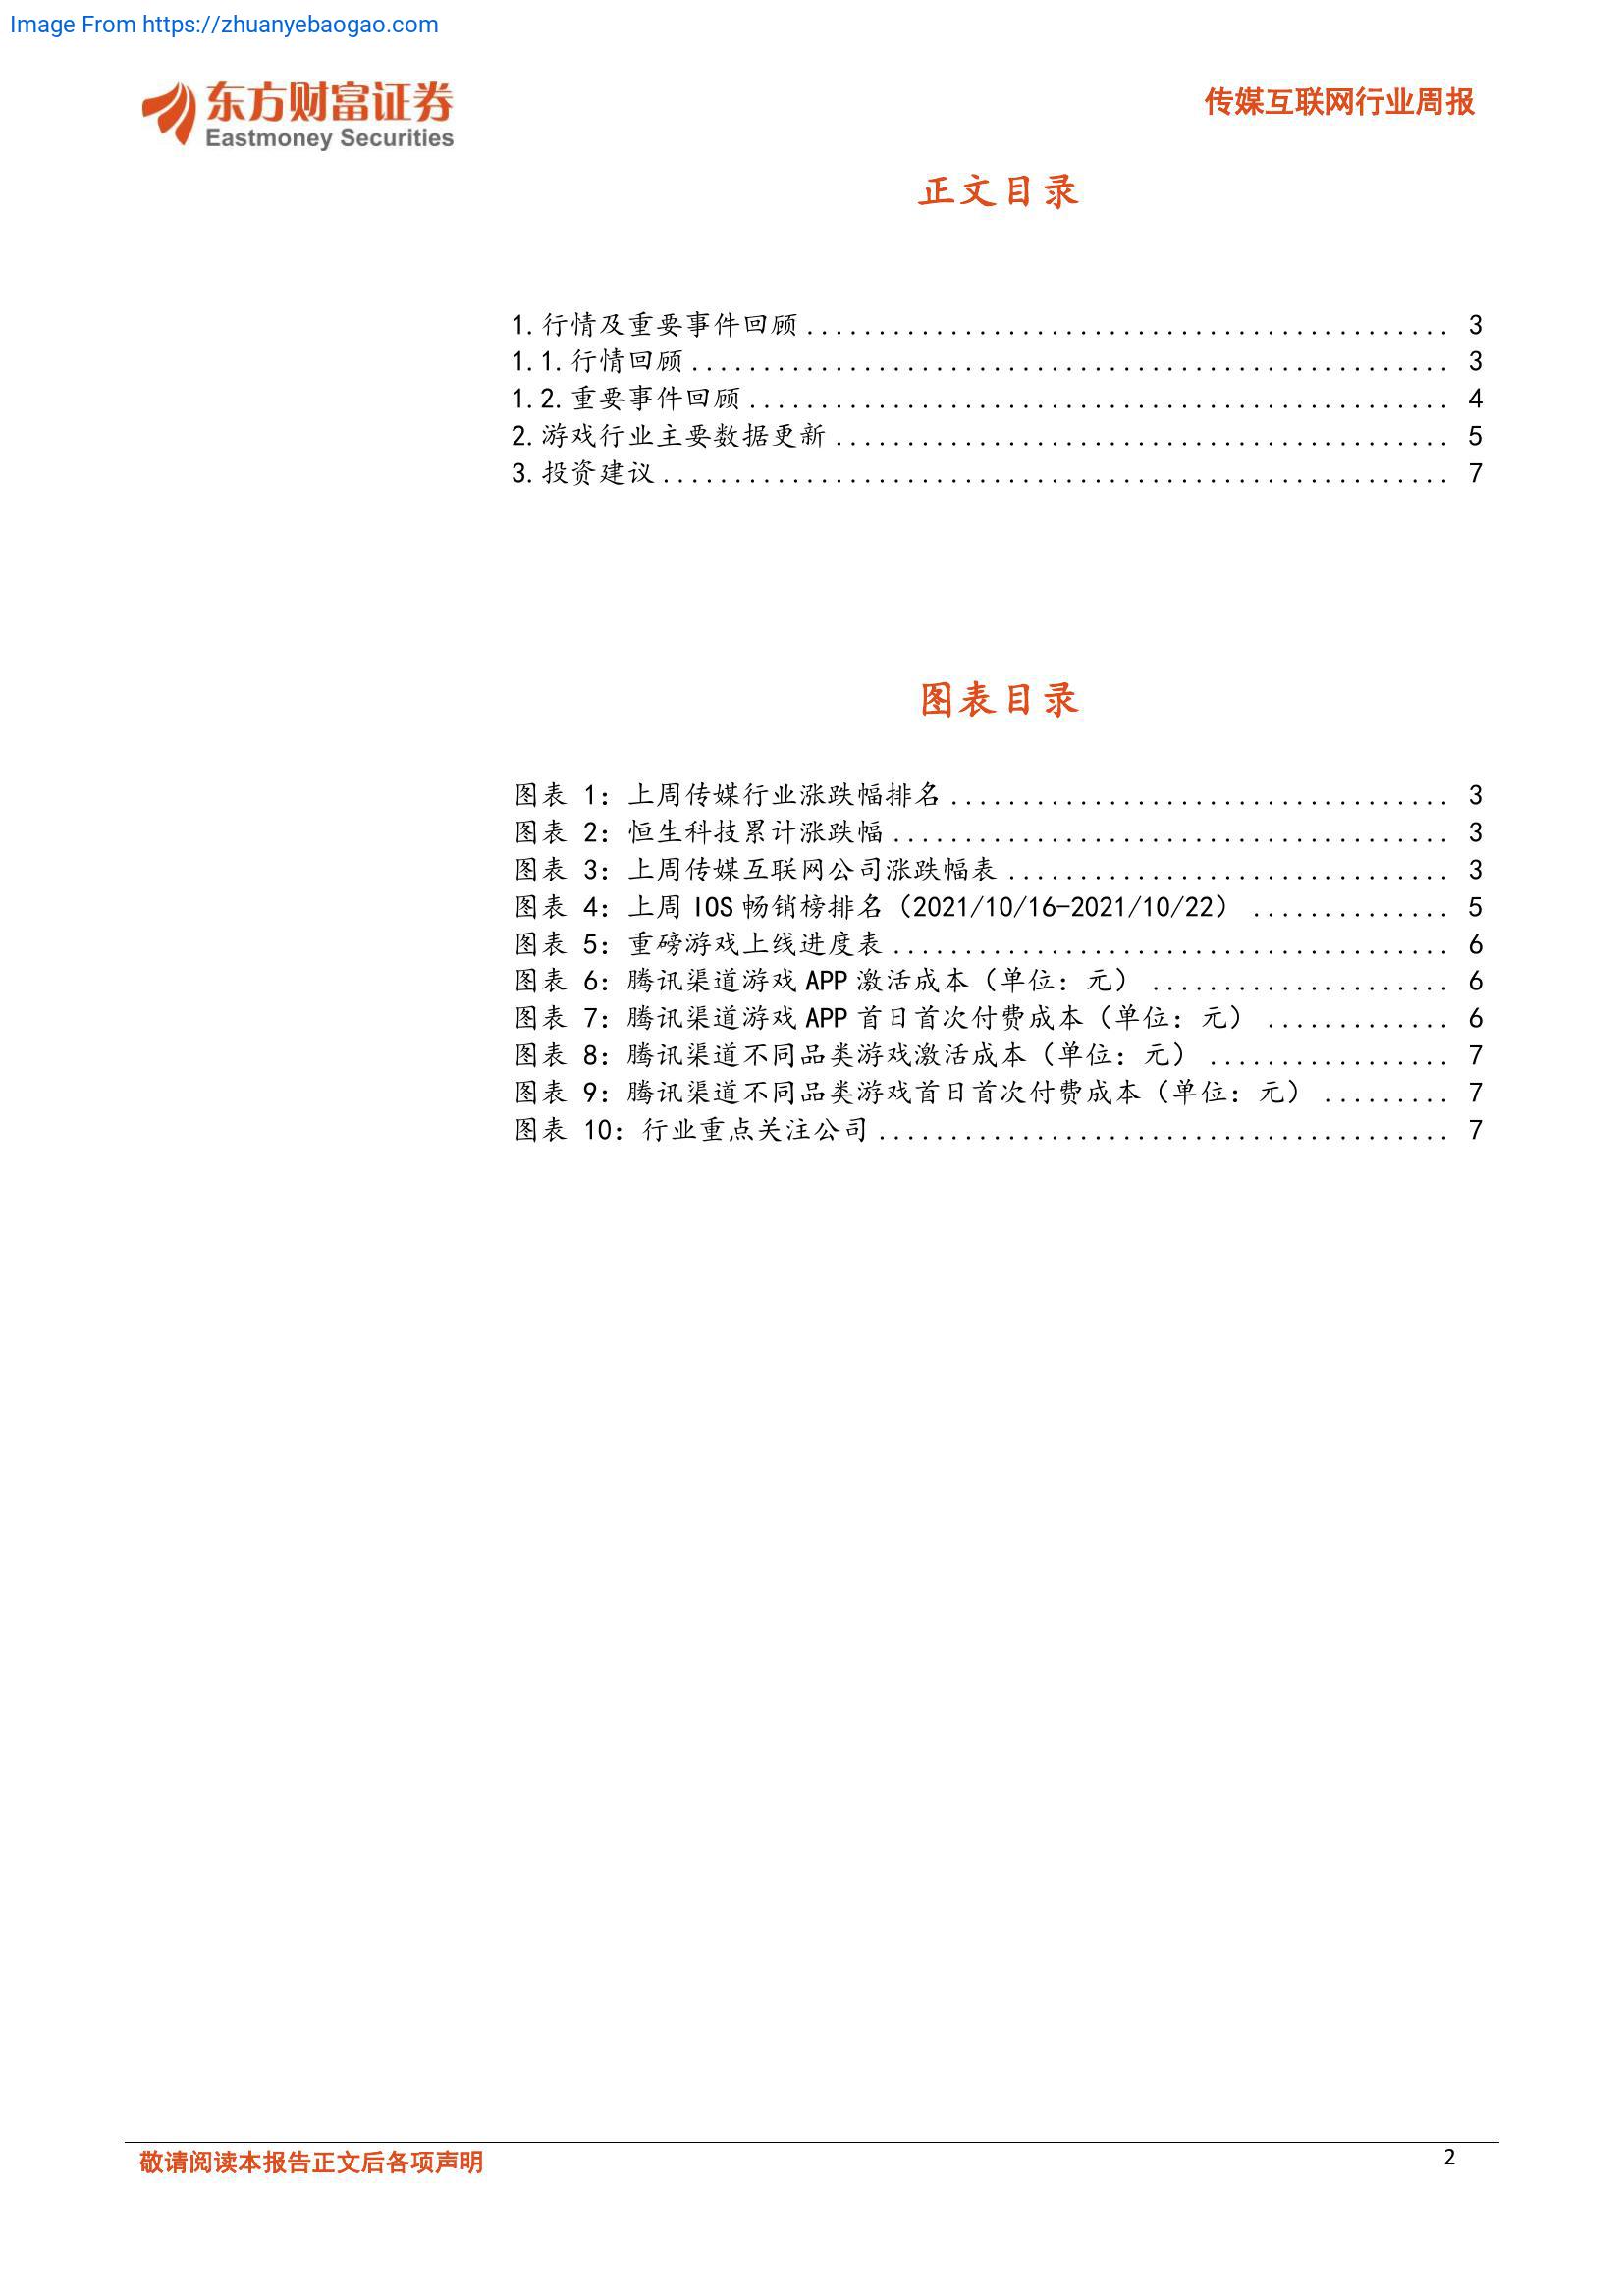 Image From https://zhuanyebaogao.com
东方财富证券
Eastmoney Securities
传媒互联网行业周报
正文目录
1.行情及重要事件回顾............................................. 3
1.1.行情回顾..................................................... 3
1.2.重要事件回顾................................................. 4
2.游戏行业主要数据更新........................................... 5
3.投资建议....................................................... 7
图表目录
图表 1：上周传媒行业涨跌幅排名................................... 3
图表 2：恒生科技累计涨跌幅....................................... 3
图表 3：上周传媒互联网公司涨跌幅表............................... 3
图表 4：上周 IOS 畅销榜排名（2021/10/16-2021/10/22） .............. 5
图表 5：重磅游戏上线进度表....................................... 6
图表 6：腾讯渠道游戏 APP 激活成本（单位：元） ..................... 6
图表 7：腾讯渠道游戏 APP 首日首次付费成本（单位：元） ............. 6
图表 8：腾讯渠道不同品类游戏激活成本（单位：元） ................. 7
图表 9：腾讯渠道不同品类游戏首日首次付费成本（单位：元） ......... 7
图表 10：行业重点关注公司........................................ 7
敬请阅读本报告正文后各项声明
2